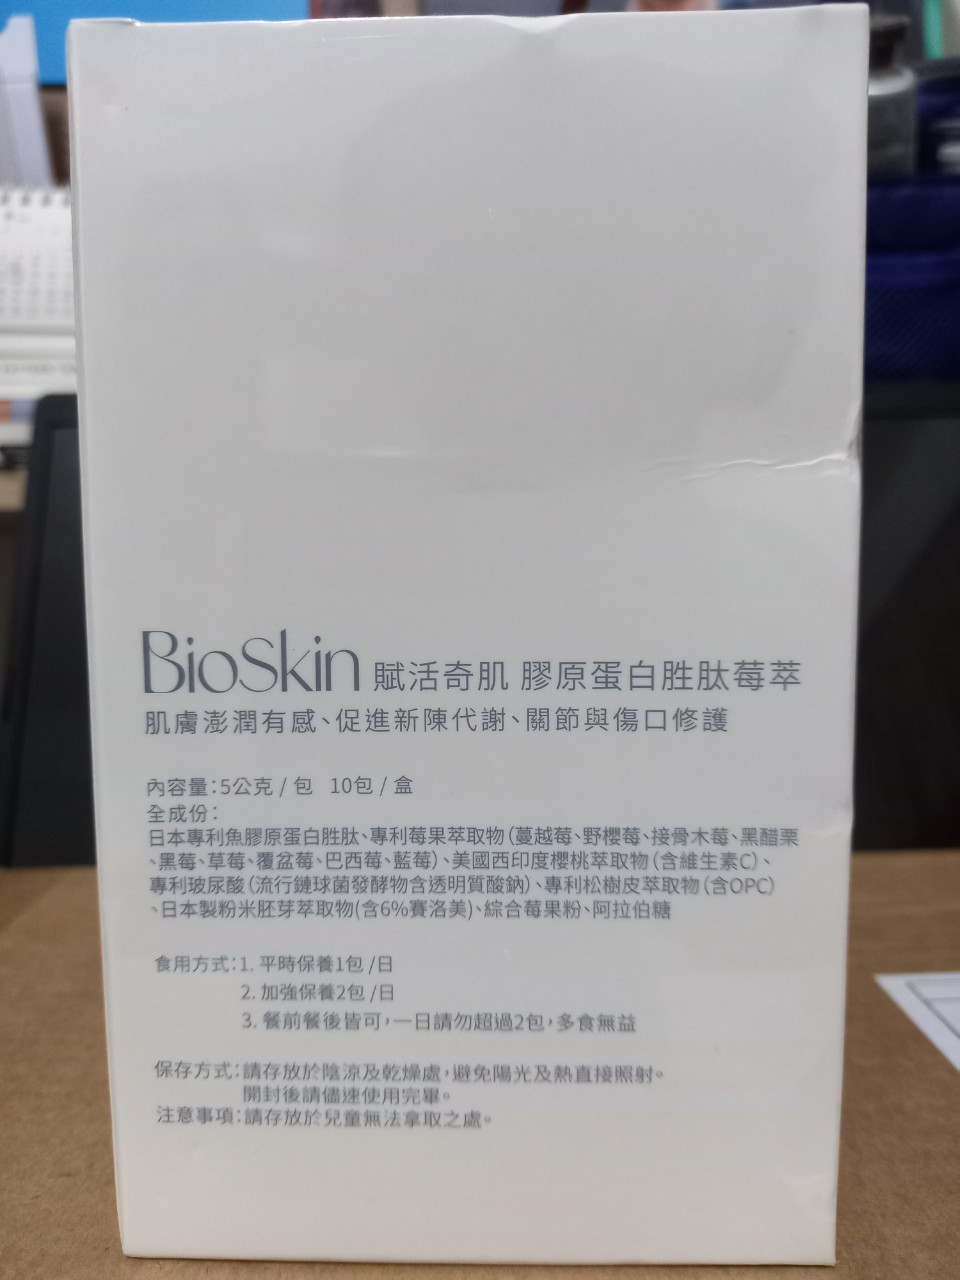 BioSkin 賦活奇肌 膠原蛋白胜肽莓萃
肌膚澎潤有感、促進新陳代謝、關節與傷口修護
內容量:5公克 / 包 10包 / 盒
全成份:
日本專利魚膠原蛋白胜肽、專利莓果萃取物(蔓越莓、野櫻莓、接骨木莓、黑醋栗
、黑莓、草莓、覆盆莓、巴西莓、藍莓)、美國西印度櫻桃萃取物(含維生素C)、
專利玻尿酸(流行鏈球菌發酵物含透明質酸鈉)、專利松樹皮萃取物(含OPC)
、日本製粉米胚芽萃取物(含6%賽洛美)、綜合莓果粉、阿拉伯糖
食用方式:1. 平時保養1包 /日
2. 加強保養2包 /日
3. 餐前餐後皆可,一日請勿超過2包,多食無益
保存方式:請存放於陰涼及乾燥處,避免陽光及熱直接照射。
開封後請儘速使用完畢。
注意事項:請存放於兒童無法拿取之處。